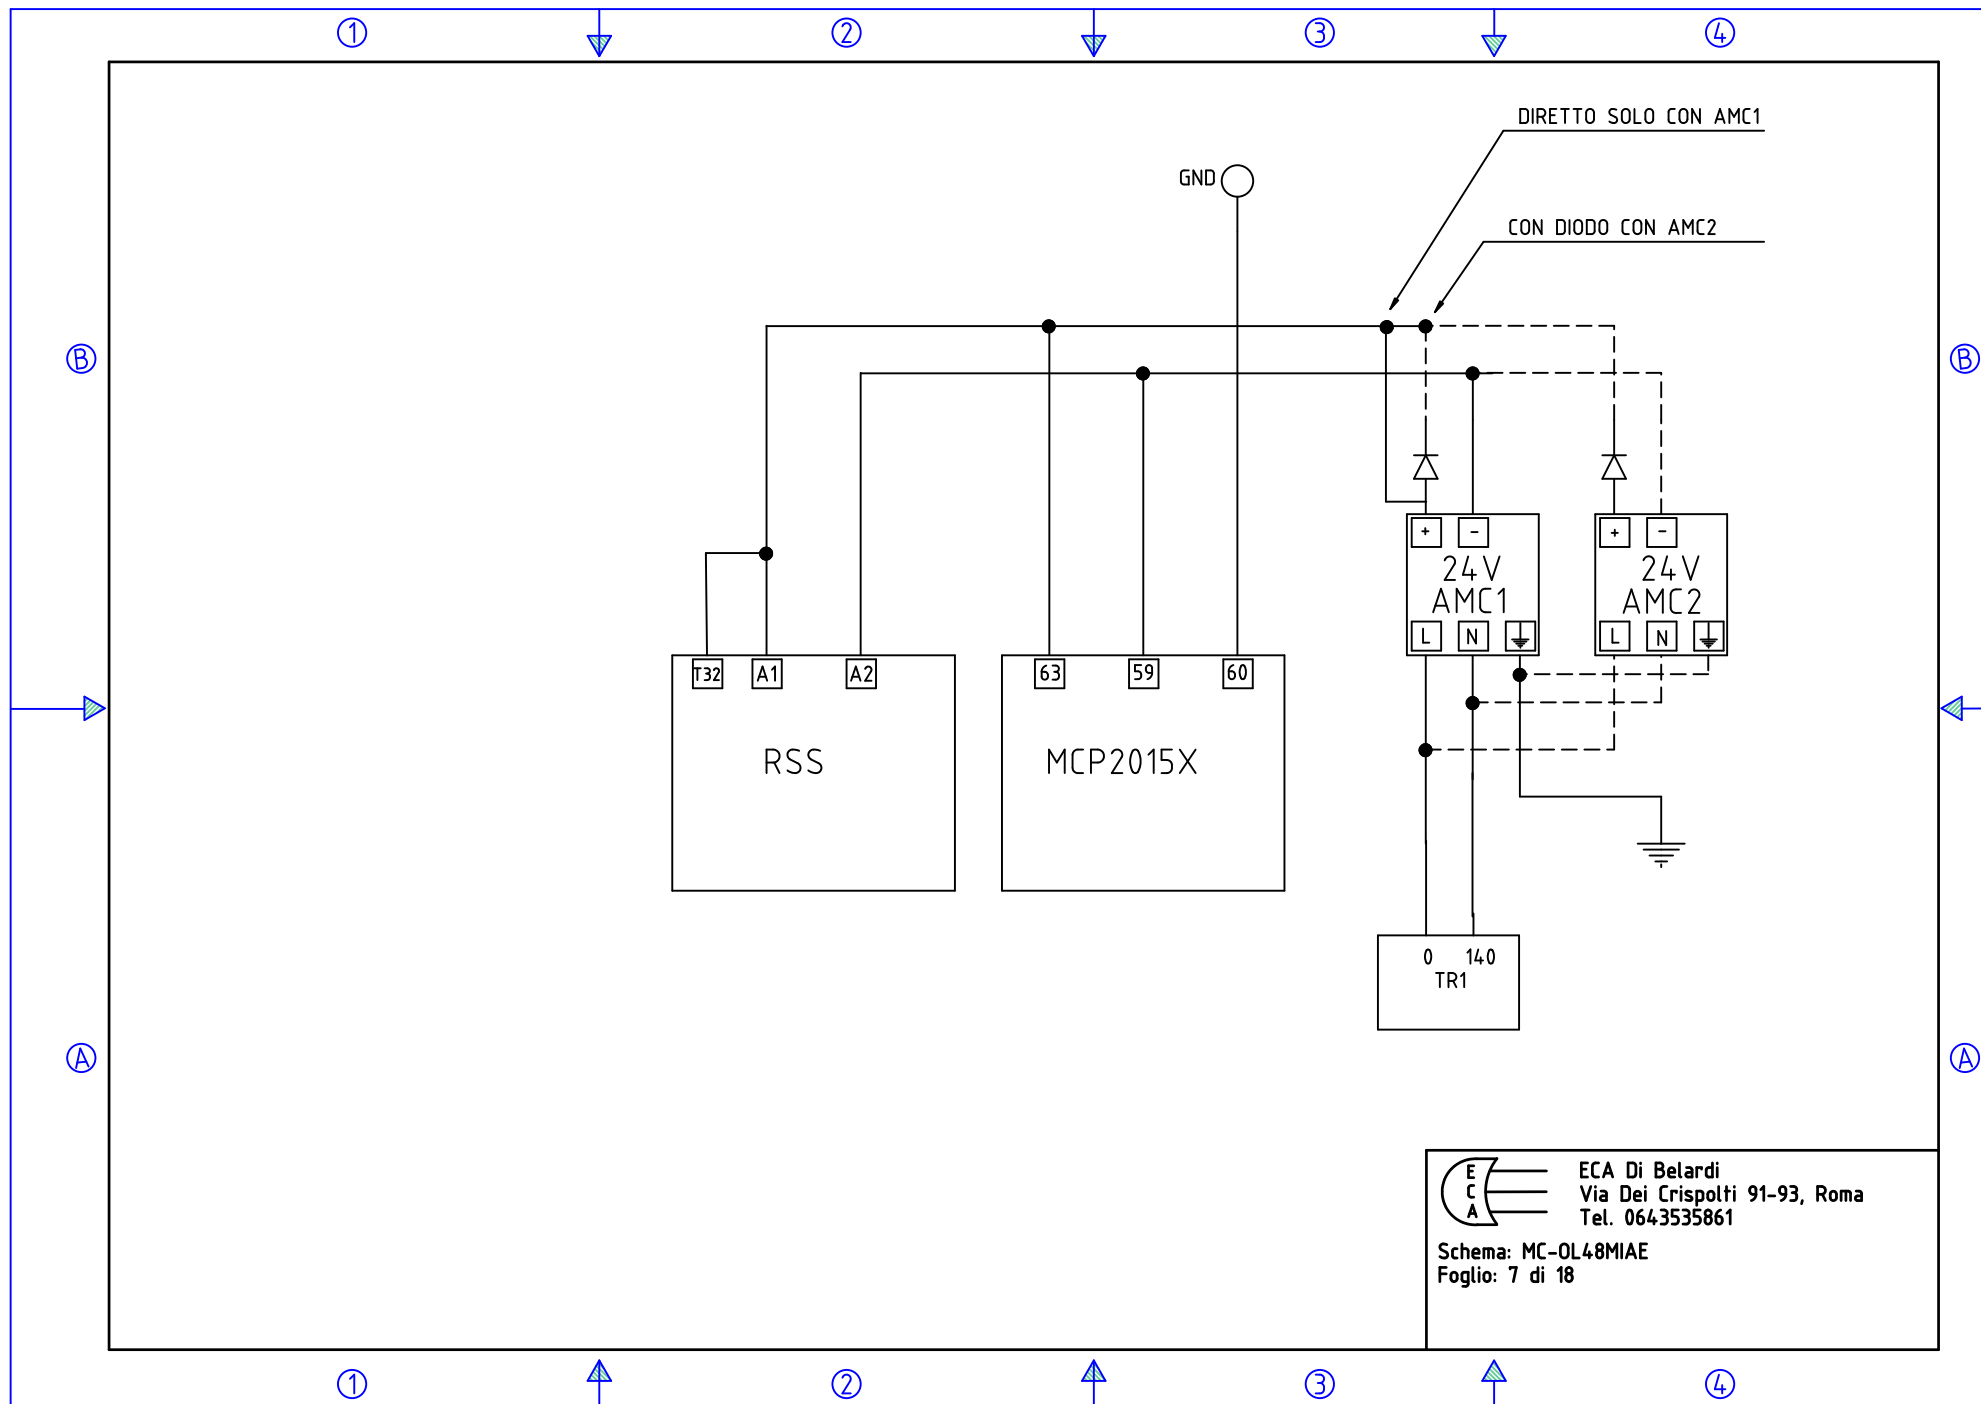 1 2 3 4
DIRETTO SOLO CON AMC1
GND
CON DIODO CON AMC2
B B
+ - + -
24V 24V
AMC1 AMC2
L N L N
T32 A1 A2 63 59 60
RSS MCP2015X
0 140
TR1
A A
E
C
A
ECA Di Belardi
Via Dei Crispolti 91-93, Roma
Tel. 0643535861
Schema: MC-OL48MIAE
Foglio: 7 di 18
1 2 3 4